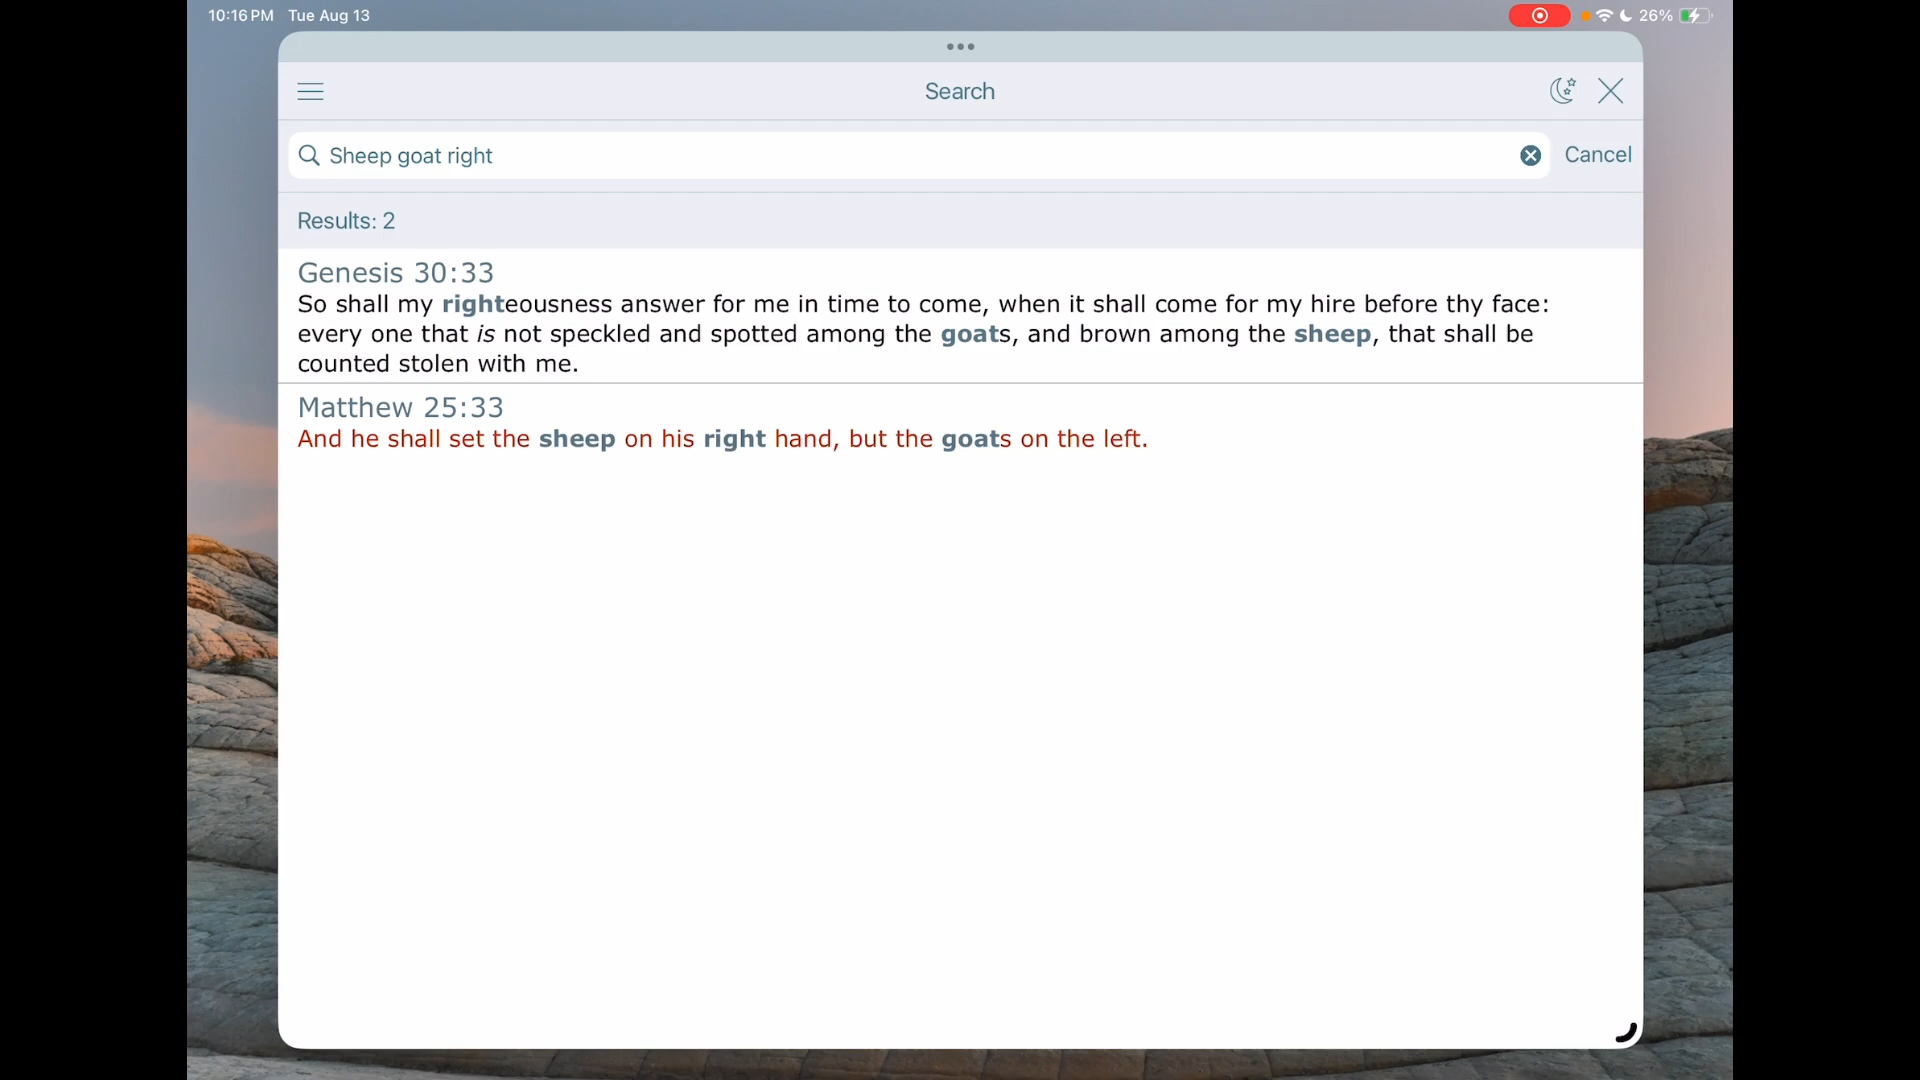 10:16 PM Tue Aug 13
26%
Search
Sheep goat right
Cancel
Results: 2
Genesis 30:33
So shall my righteousness answer for me in time to come, when it shall come for my hire before thy face:
every one that is not speckled and spotted among the goats, and brown among the sheep, that shall be
counted stolen with me.
Matthew 25:33
And he shall set the sheep on his right hand, but the goats on the left.